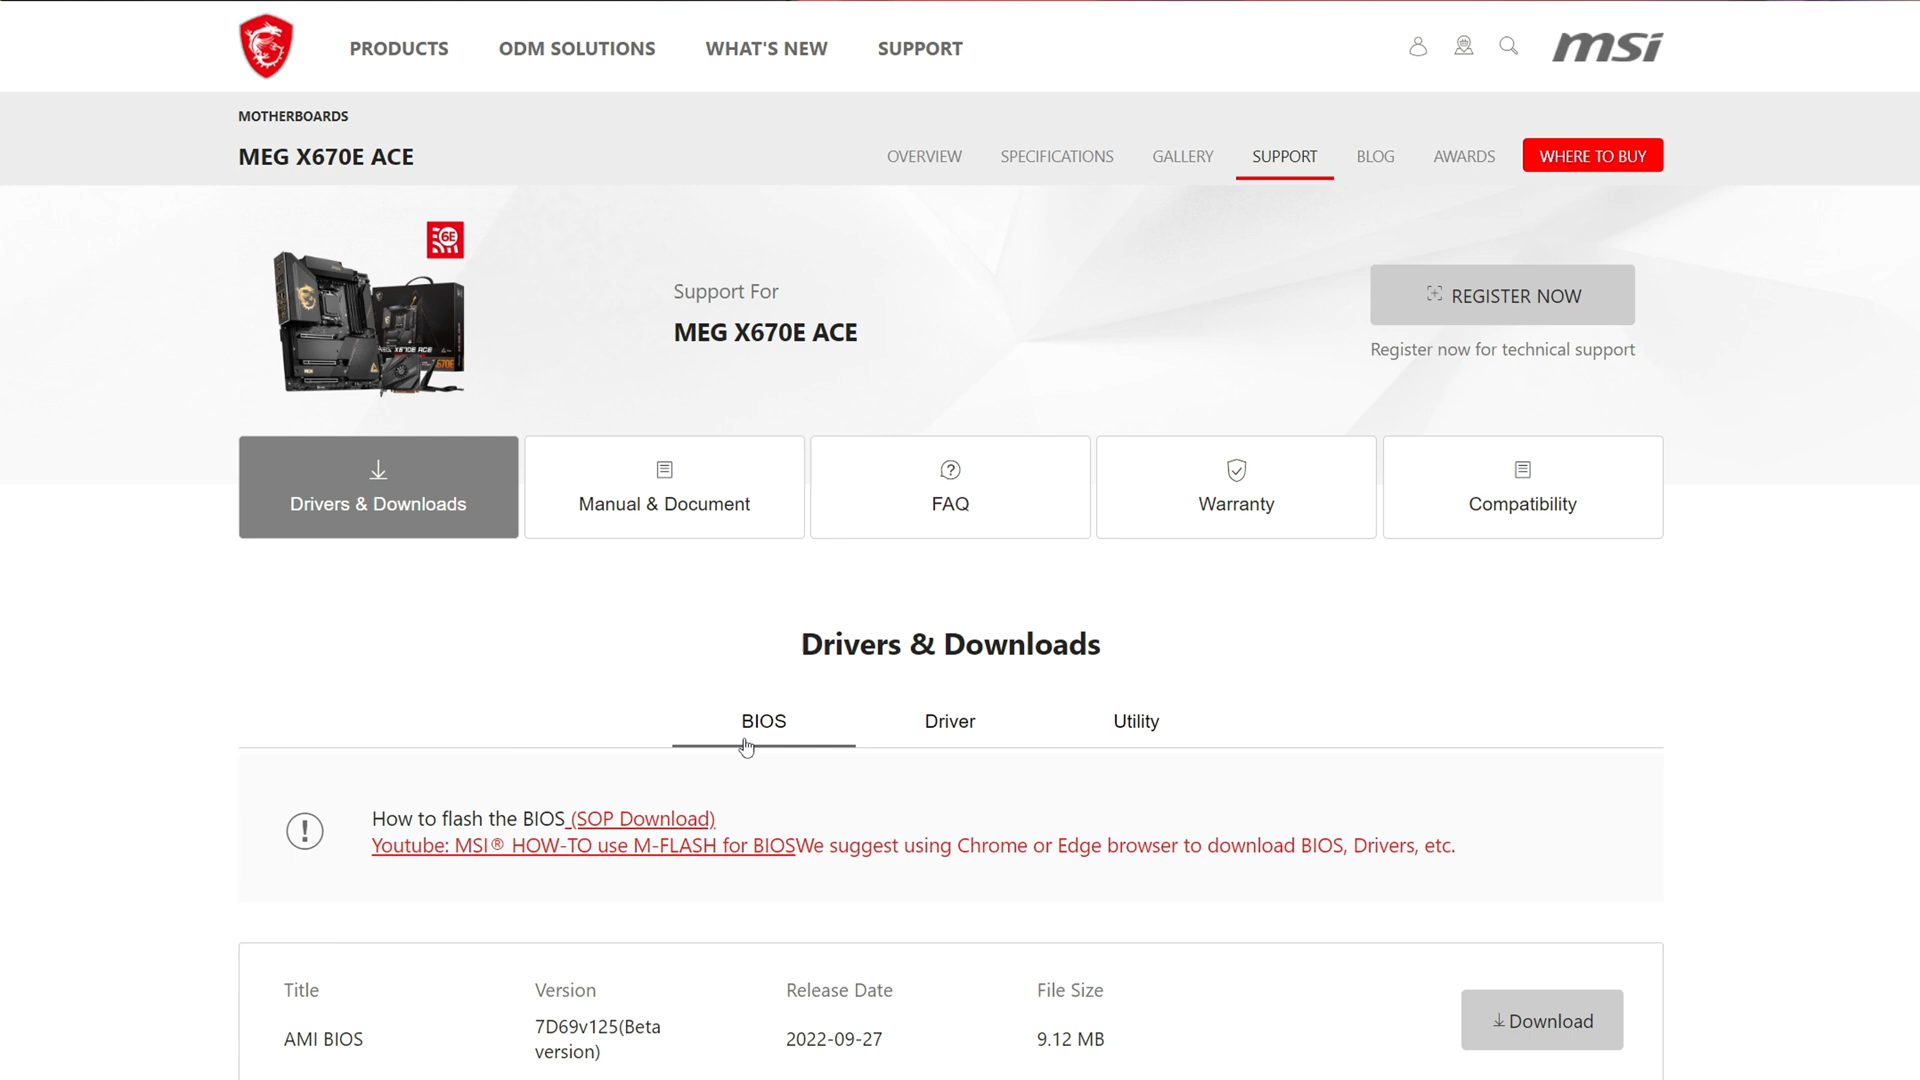 PRODUCTS ODM SOLUTIONS WHAT'S NEW SUPPORT
msi
MOTHERBOARDS
MEG X670E ACE
OVERVIEW SPECIFICATIONS GALLERY SUPPORT BLOG AWARDS WHERE TO BUY
6E
Support For
MEG X670E ACE
X670E ACE
670E
REGISTER NOW
Register now for technical support
Drivers & Downloads Manual & Document FAQ Warranty Compatibility
Drivers & Downloads
BIOS Driver Utility
How to flash the BIOS (SOP Download)
Youtube: MSI® HOW-TO use M-FLASH for BIOSWe suggest using Chrome or Edge browser to download BIOS, Drivers, etc.
Title Version Release Date File Size
AMI BIOS 7D69v125(Beta version) 2022-09-27 9.12 MB
Download